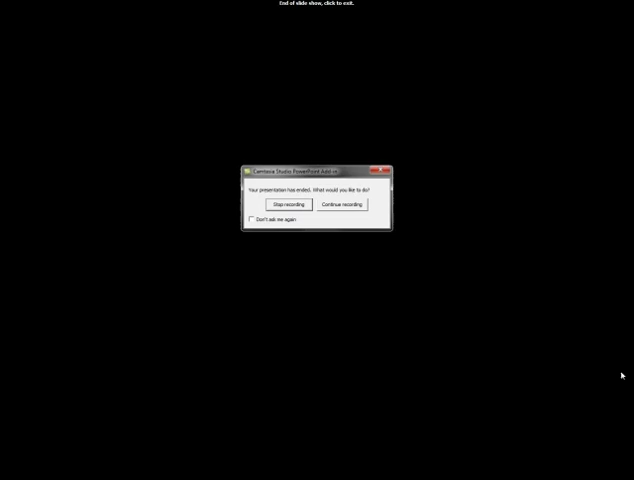 End of slide show, click to exit.
Camtasia Studio PowerPoint Add-in
Your presentation has ended. What would you like to do?
Stop recording
Continue recording
Don't ask me again